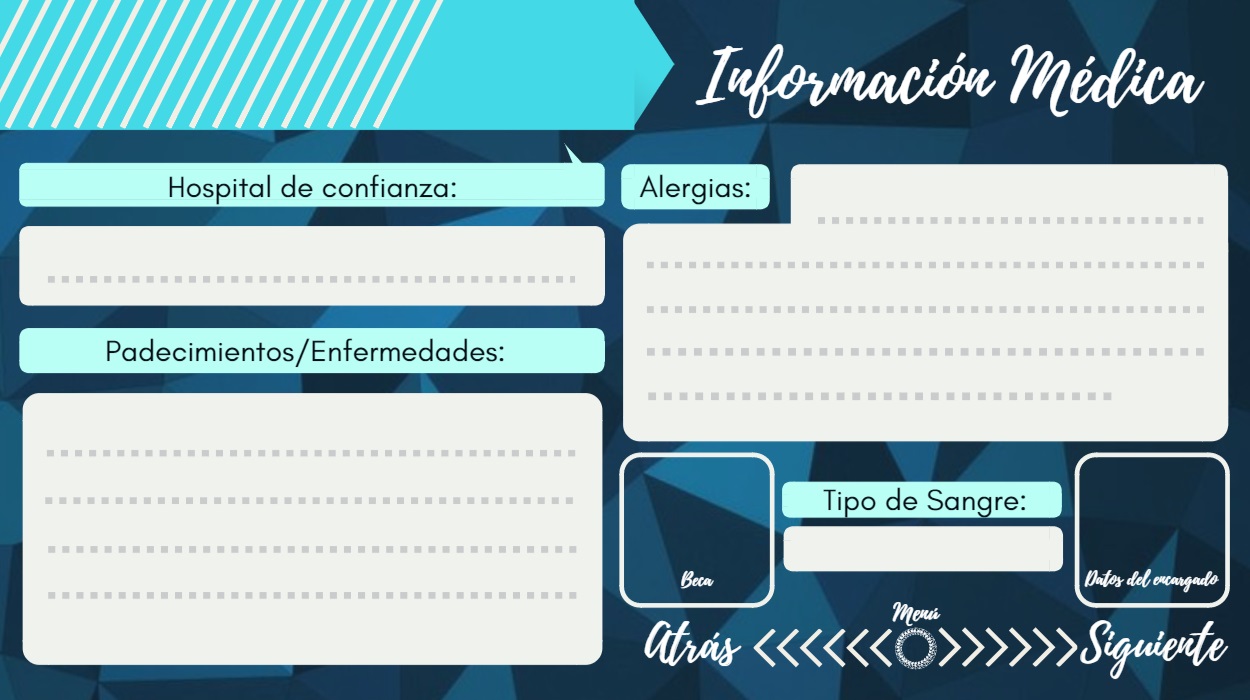 Información Médica
Hospital de confianza:
Alergias:
Padecimientos/Enfermedades:
Tipo de Sangre:
Beca
Datos del encargado
Menú
Atrás
Siguiente